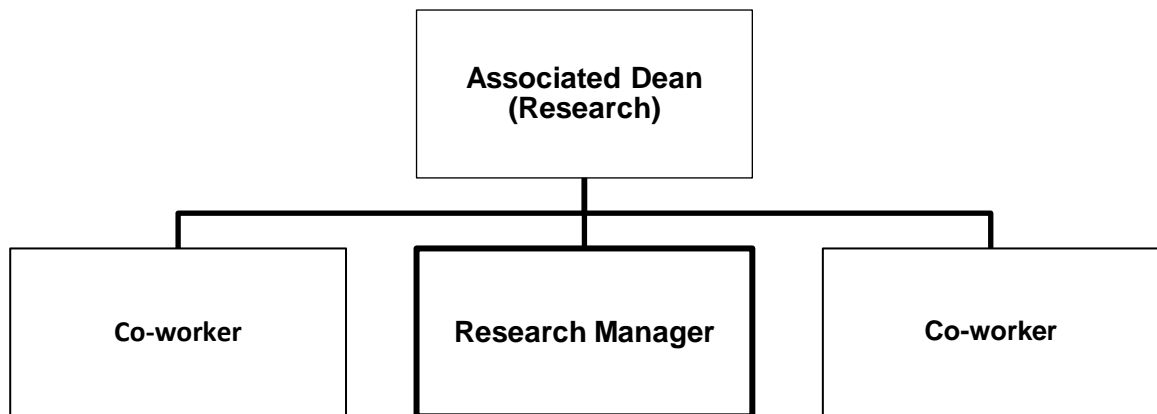 Associated Dean
(Research)
Co-worker
Research Manager
Co-worker